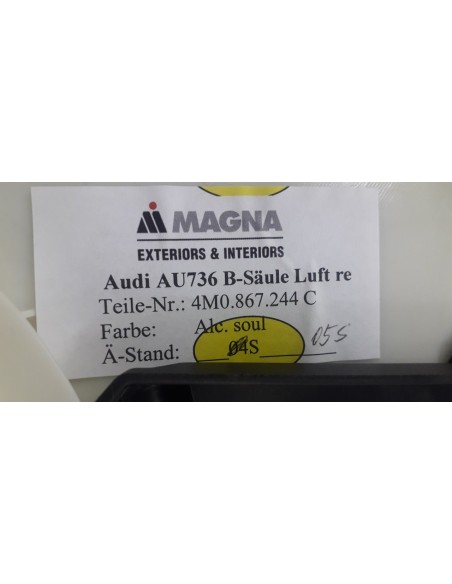 MAGNA
EXTERIORS & INTERIORS
Audi AU736 B-Säule Luft re
Teile-Nr.: 4M0.867.244 C
Farbe: Alc. soul
Ä-Stand: 04S 05S